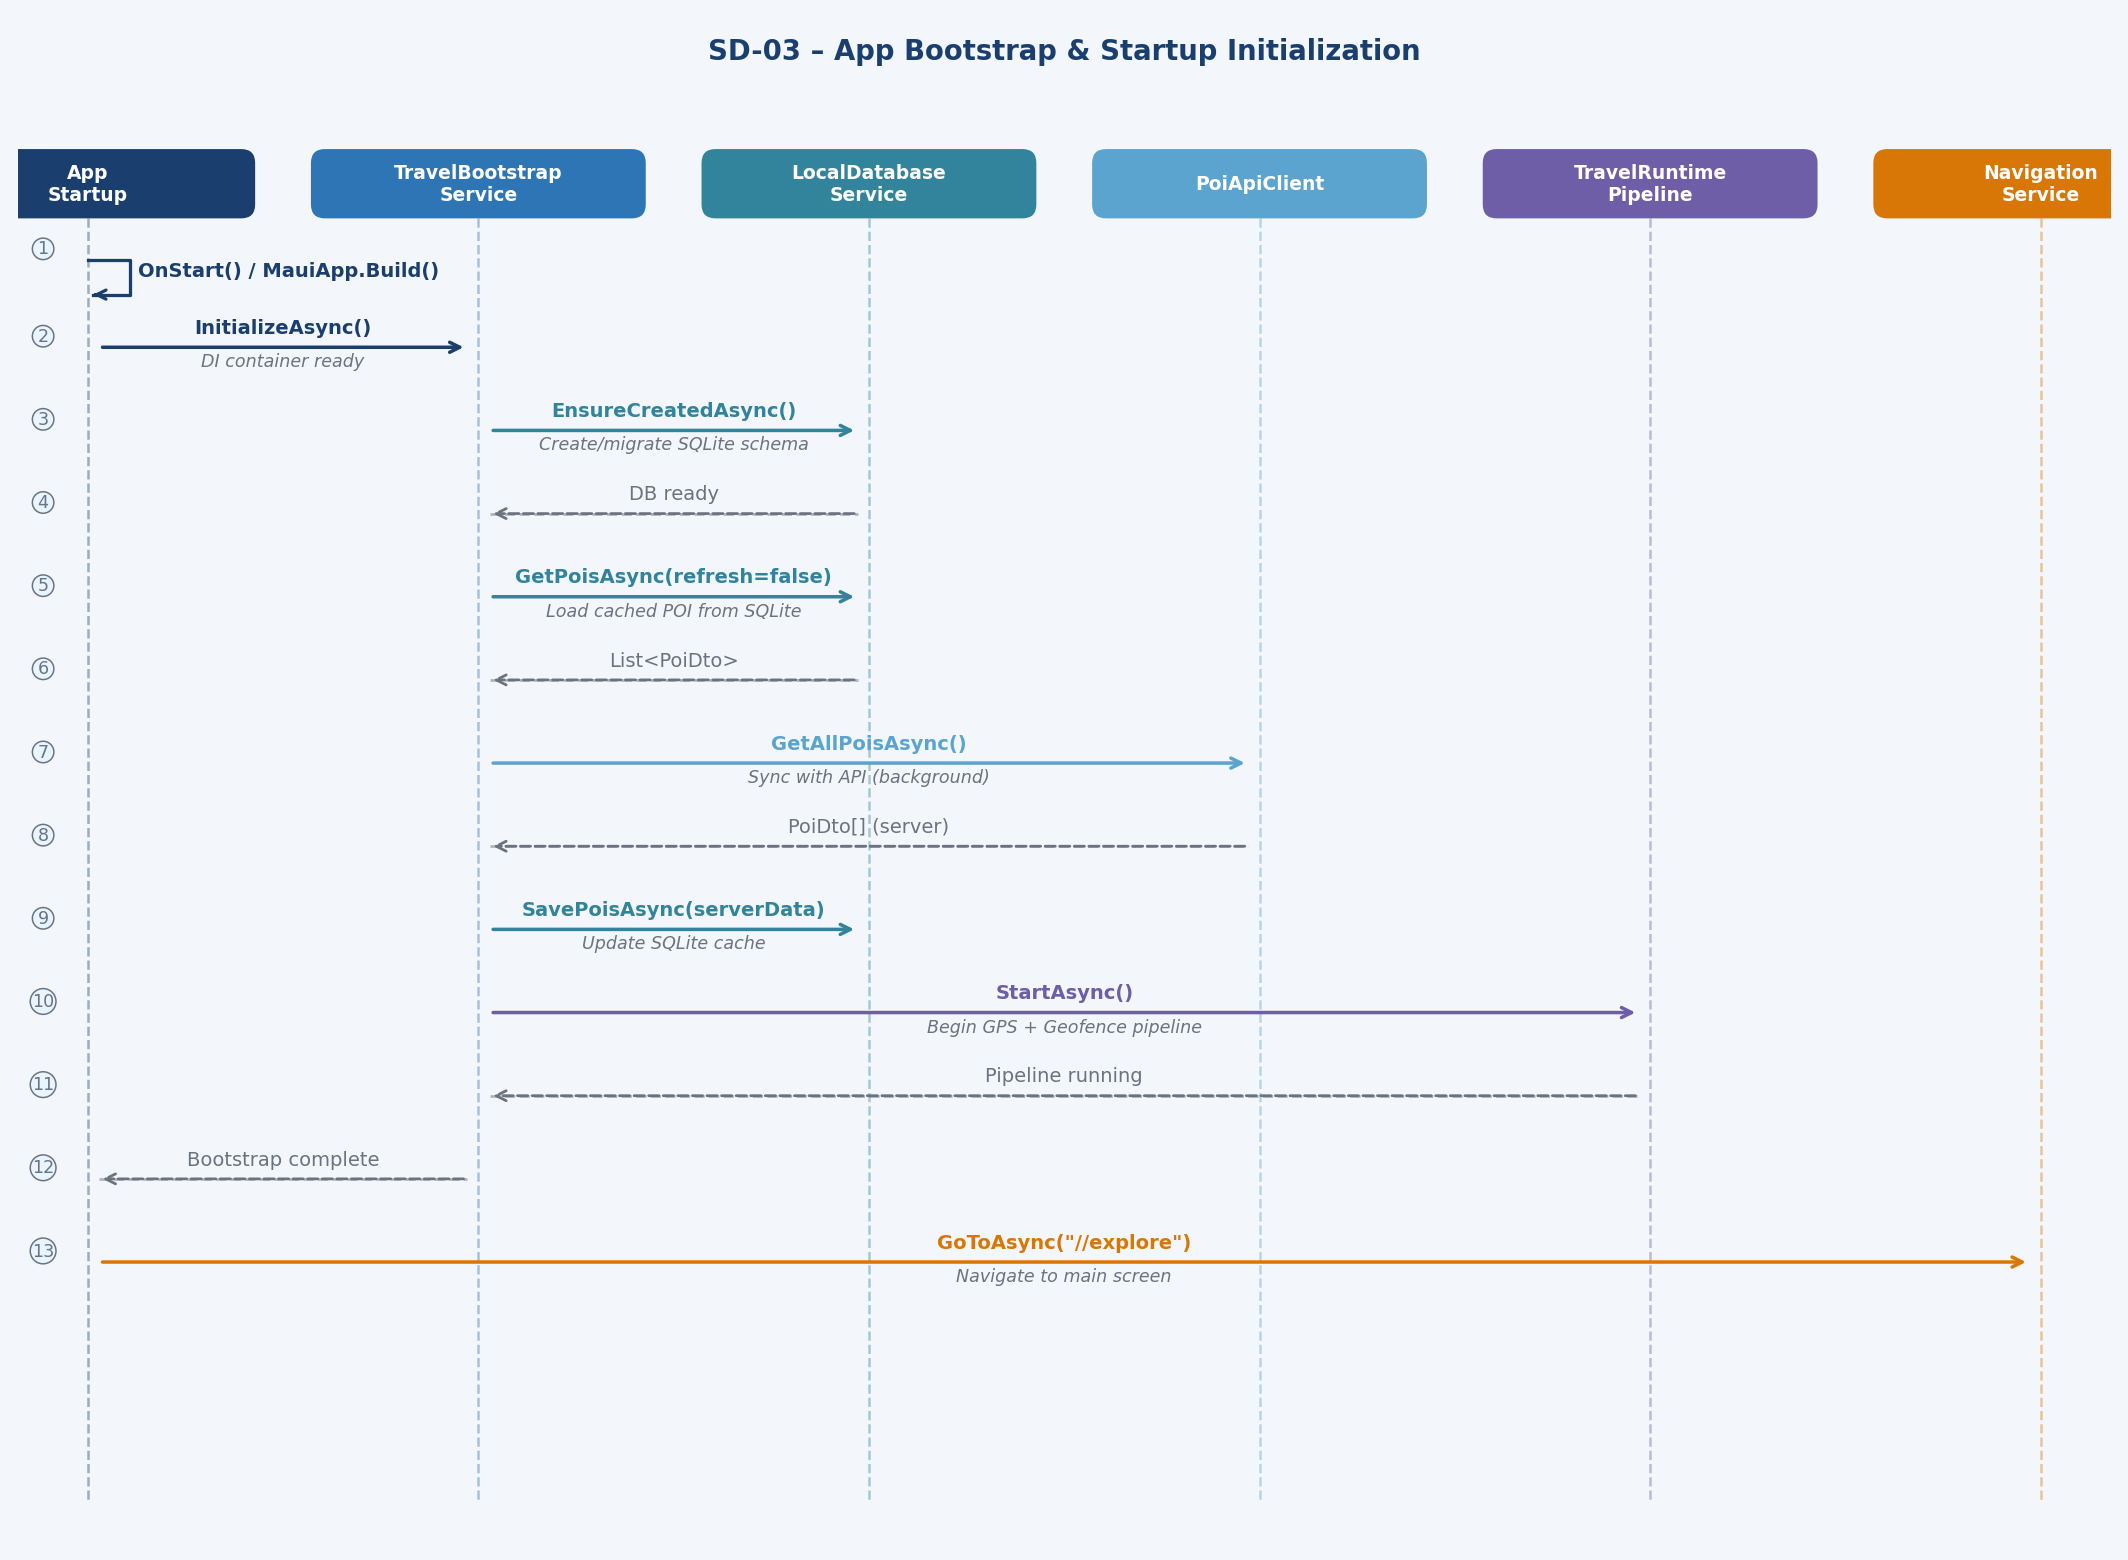 SD-03 – App Bootstrap & Startup Initialization
App
Startup
TravelBootstrap
Service
LocalDatabase
Service
PoiApiClient
TravelRuntime
Pipeline
Navigation
Service
1
OnStart() / MauiApp.Build()
2
InitializeAsync()
DI container ready
3
EnsureCreatedAsync()
Create/migrate SQLite schema
4
DB ready
5
GetPoisAsync(refresh=false)
Load cached POI from SQLite
6
List<PoiDto>
7
GetAllPoisAsync()
Sync with API (background)
8
PoiDto[] (server)
9
SavePoisAsync(serverData)
Update SQLite cache
10
StartAsync()
Begin GPS + Geofence pipeline
11
Pipeline running
12
Bootstrap complete
13
GoToAsync("//explore")
Navigate to main screen